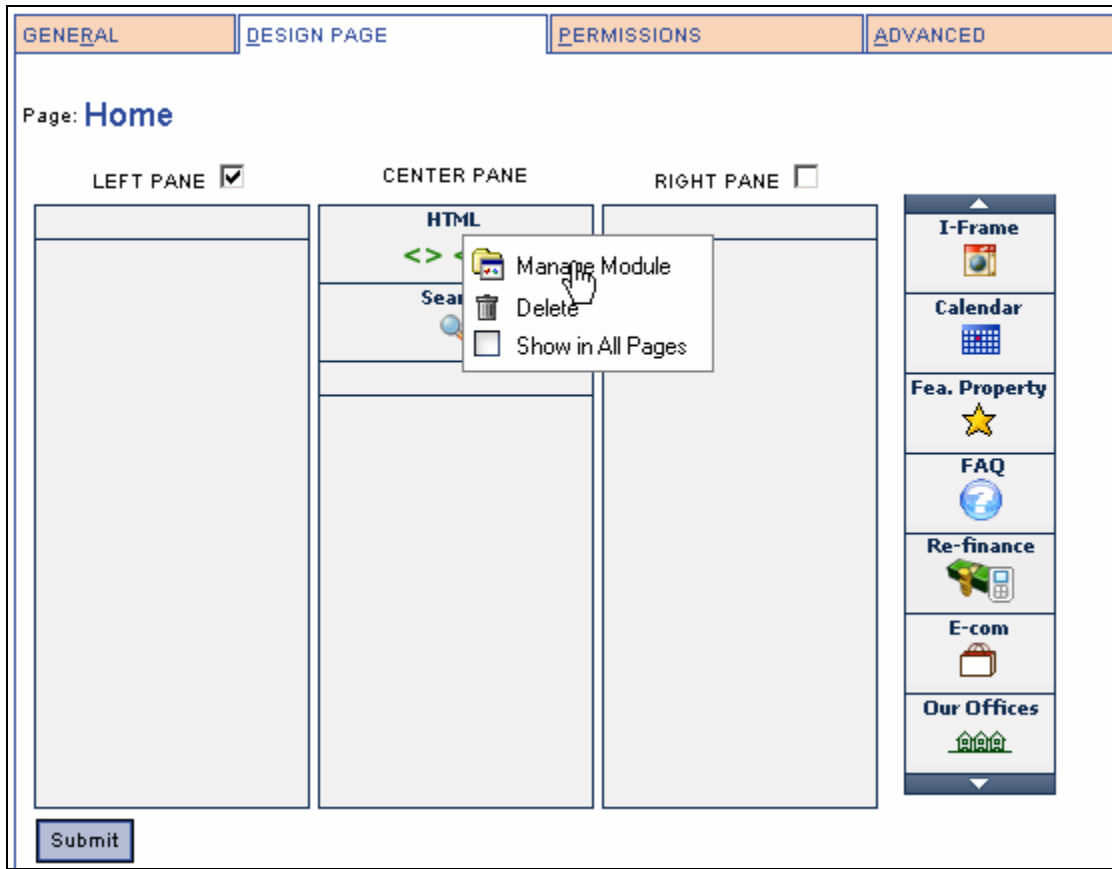 GENERAL DESIGN PAGE PERMISSIONS ADVANCED
Page: Home
LEFT PANE CENTER PANE RIGHT PANE
HTML
<> <
Manage Module
Delete
Show in All Pages
I-Frame
Calendar
Fea. Property
FAQ
Re-finance
E-com
Our Offices
Submit